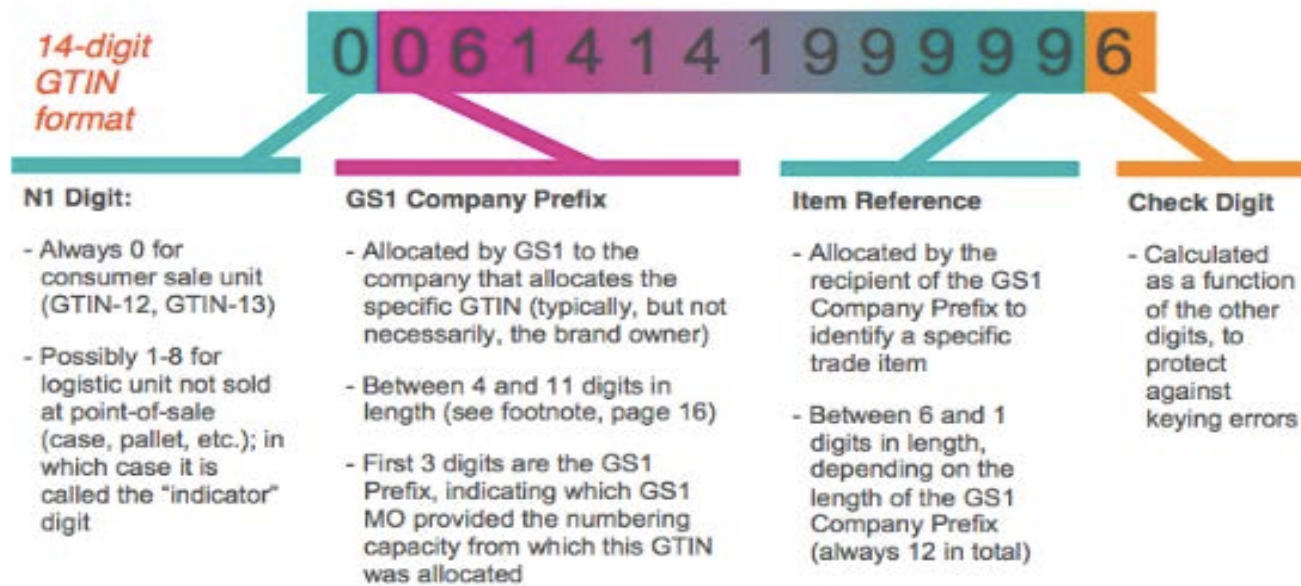 14-digit
GTIN
format
0 0 6 1 4 1 4 1 9 9 9 9 9 6
N1 Digit:
- Always 0 for
consumer sale unit
(GTIN-12, GTIN-13)
- Possibly 1-8 for
logistic unit not sold
at point-of-sale
(case, pallet, etc.); in
which case it is
called the “indicator”
digit
GS1 Company Prefix
- Allocated by GS1 to the
company that allocates the
specific GTIN (typically, but not
necessarily, the brand owner)
- Between 4 and 11 digits in
length (see footnote, page 16)
- First 3 digits are the GS1
Prefix, indicating which GS1
MO provided the numbering
capacity from which this GTIN
was allocated
Item Reference
- Allocated by the
recipient of the GS1
Company Prefix to
identify a specific
trade item
- Between 6 and 1
digits in length,
depending on the
length of the GS1
Company Prefix
(always 12 in total)
Check Digit
- Calculated
as a function
of the other
digits, to
protect
against
keying errors